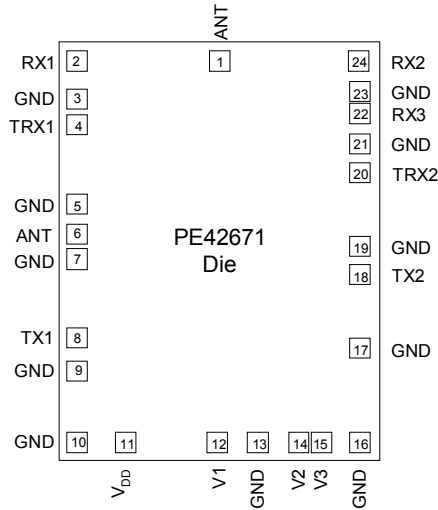 ANT
RX1 2 1 24 RX2
GND 3 23 GND
TRX1 4 22 RX3
21 GND
20 TRX2
GND 5
ANT 6 PE42671 19 GND
GND 7 Die 18 TX2
TX1 8 17 GND
GND 9
GND 10 11 12 13 14 15 16
VDD V1 GND V2 V3 GND